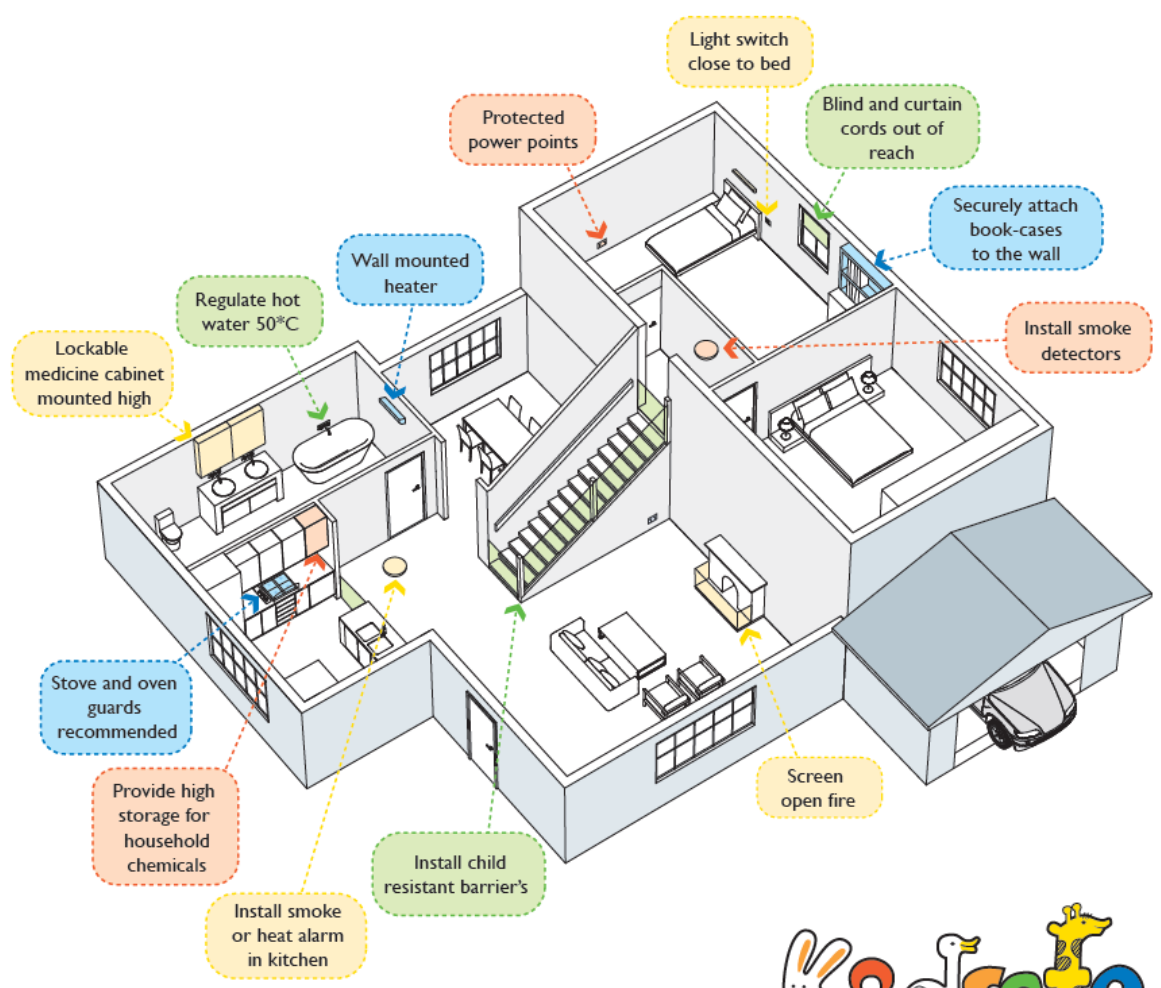 Light switch
close to bed
Protected
power points
Blind and curtain
cords out of
reach
Securely attach
book-cases
to the wall
Wall mounted
heater
Regulate hot
water 50*C
Install smoke
detectors
Lockable
medicine cabinet
mounted high
Stove and oven
guards
recommended
Provide high
storage for
household
chemicals
Install smoke
or heat alarm
in kitchen
Install child
resistant barrier's
Screen
open fire